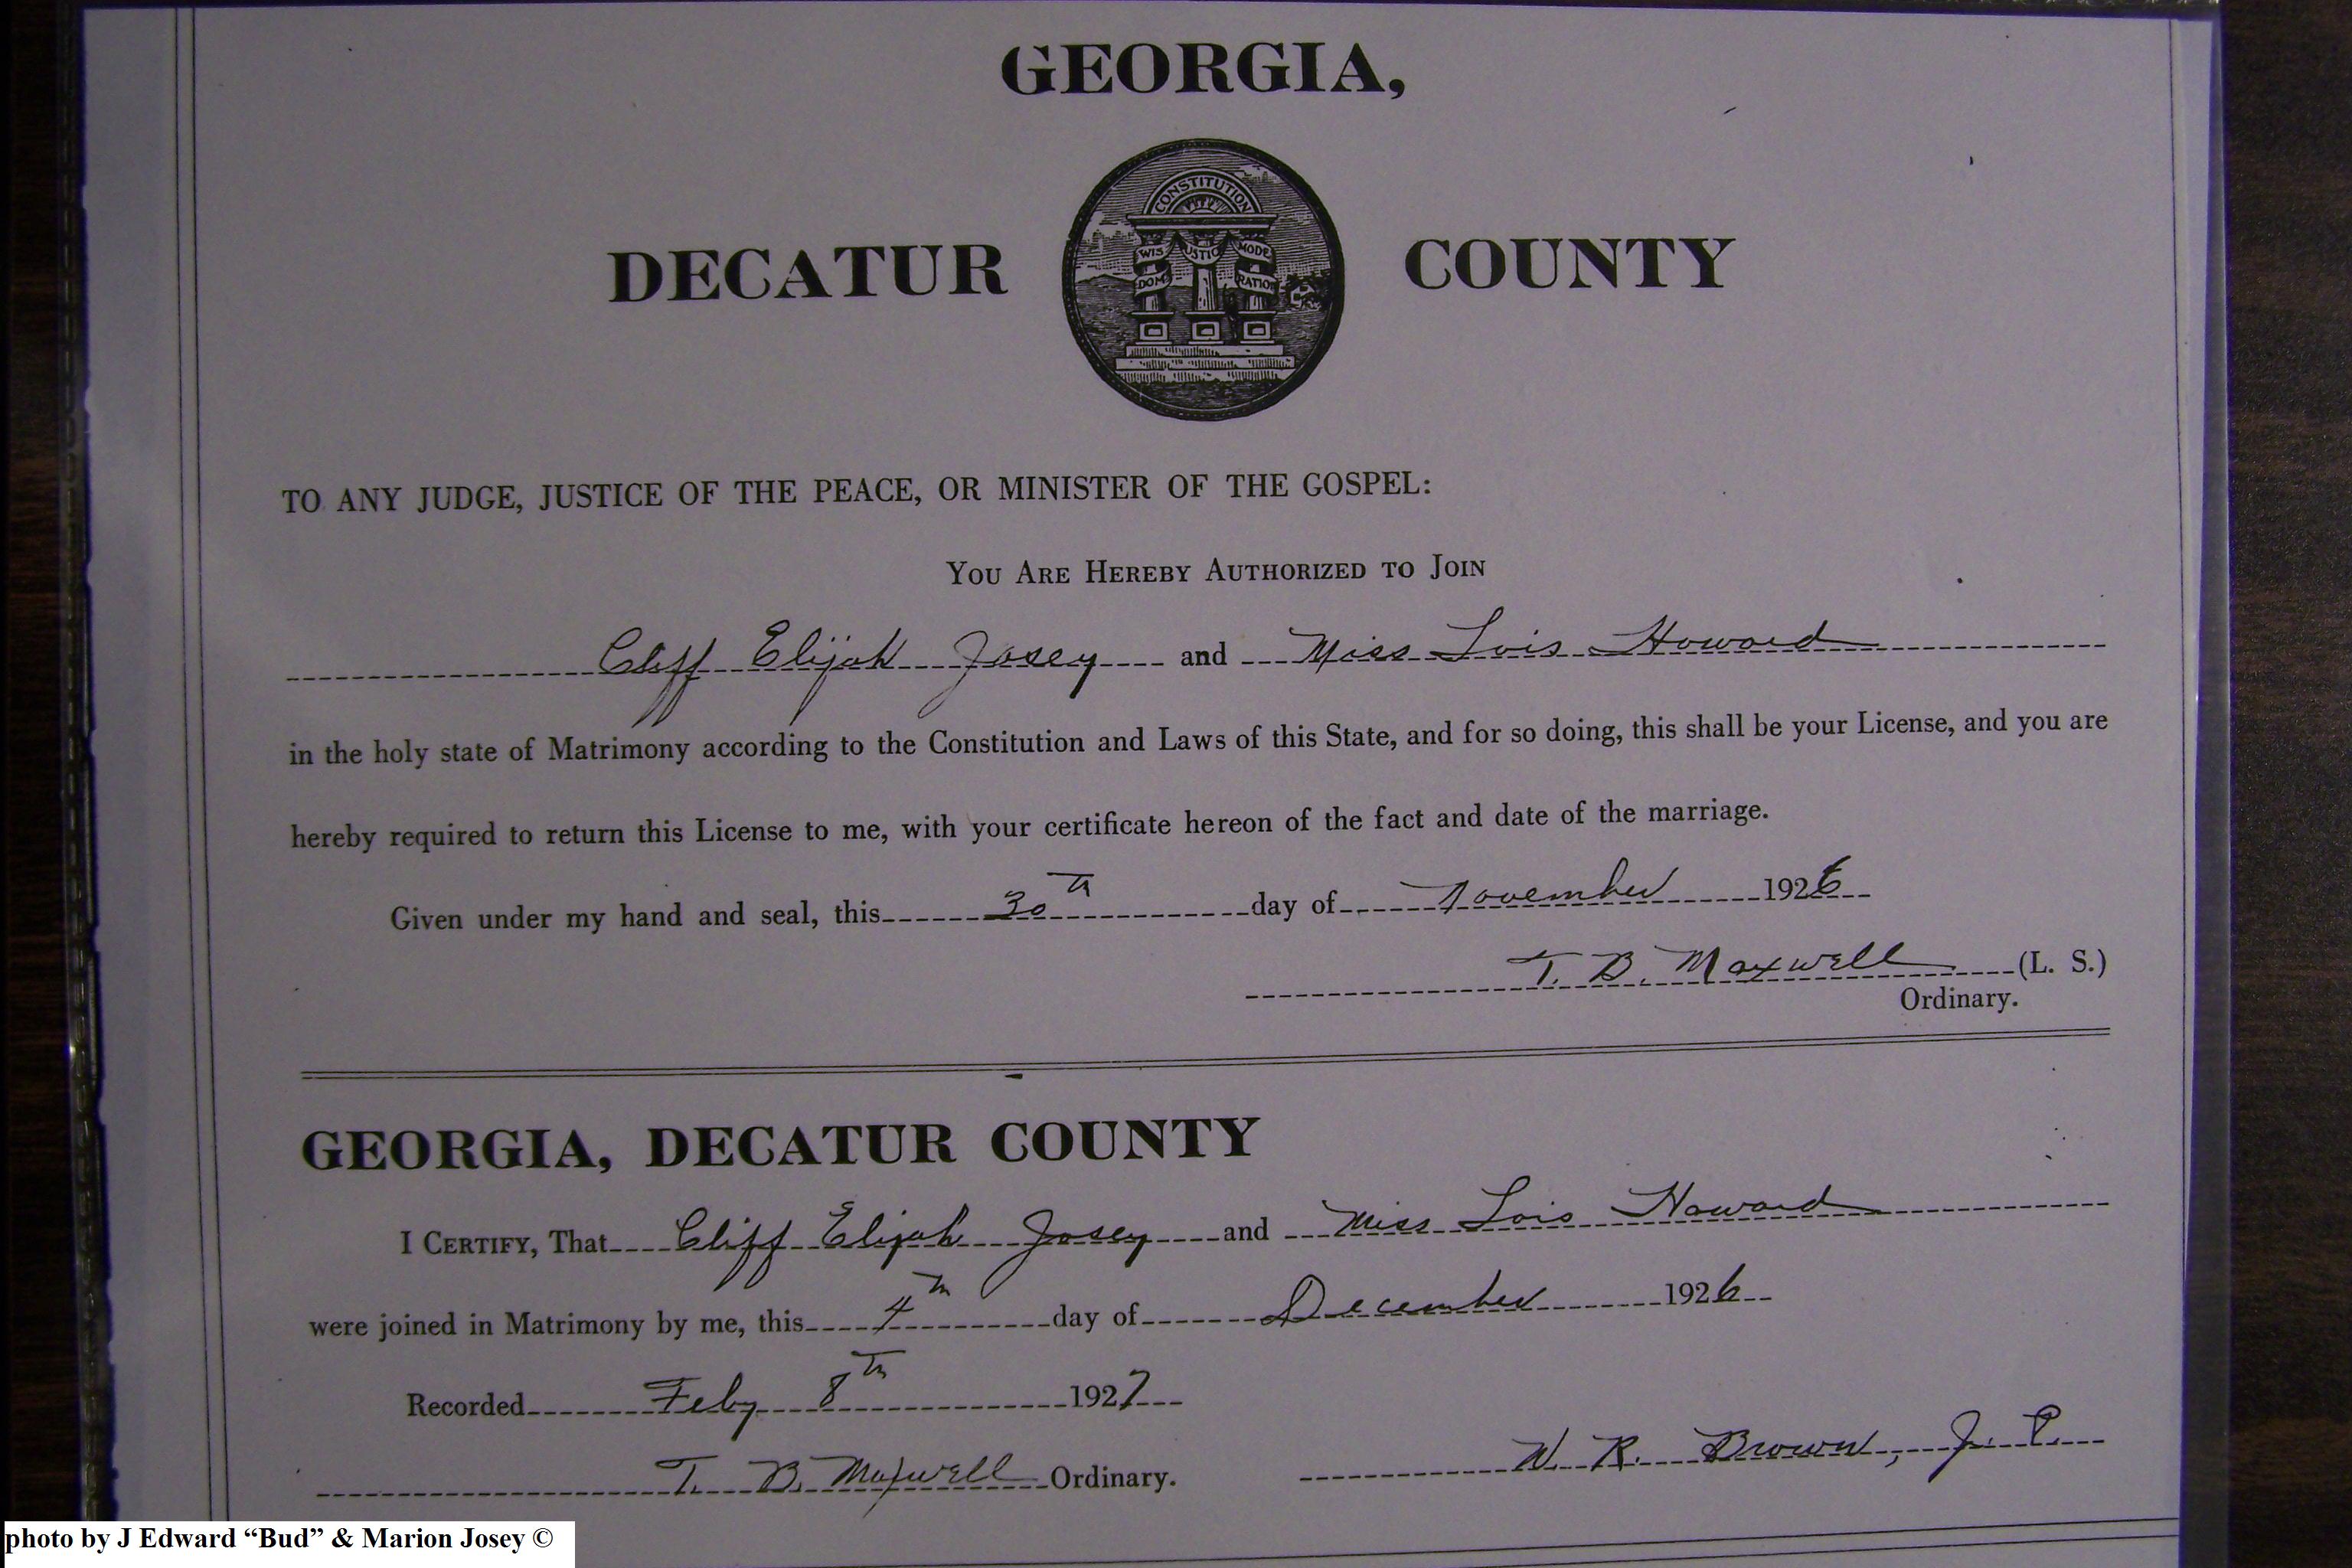 GEORGIA,
CONSTITUTION
WIS JUSTICE MODE
DOM RATION
DECATUR COUNTY
TO ANY JUDGE, JUSTICE OF THE PEACE, OR MINISTER OF THE GOSPEL:
You Are Hereby Authorized to Join
Cliff Elijah Josey and Miss Lois Howard
in the holy state of Matrimony according to the Constitution and Laws of this State, and for so doing, this shall be your License, and you are
hereby required to return this License to me, with your certificate hereon of the fact and date of the marriage.
Given under my hand and seal, this 30th day of November 1926
T. B. Maxwell (L. S.)
Ordinary.
GEORGIA, DECATUR COUNTY
I Certify, That Cliff Elijah Josey and Miss Lois Howard
were joined in Matrimony by me, this 4th day of December 1926
Recorded Feby 8th 1927
W. R. Brown, J. P.
T. B. Maxwell Ordinary.
photo by J Edward “Bud” & Marion Josey ©